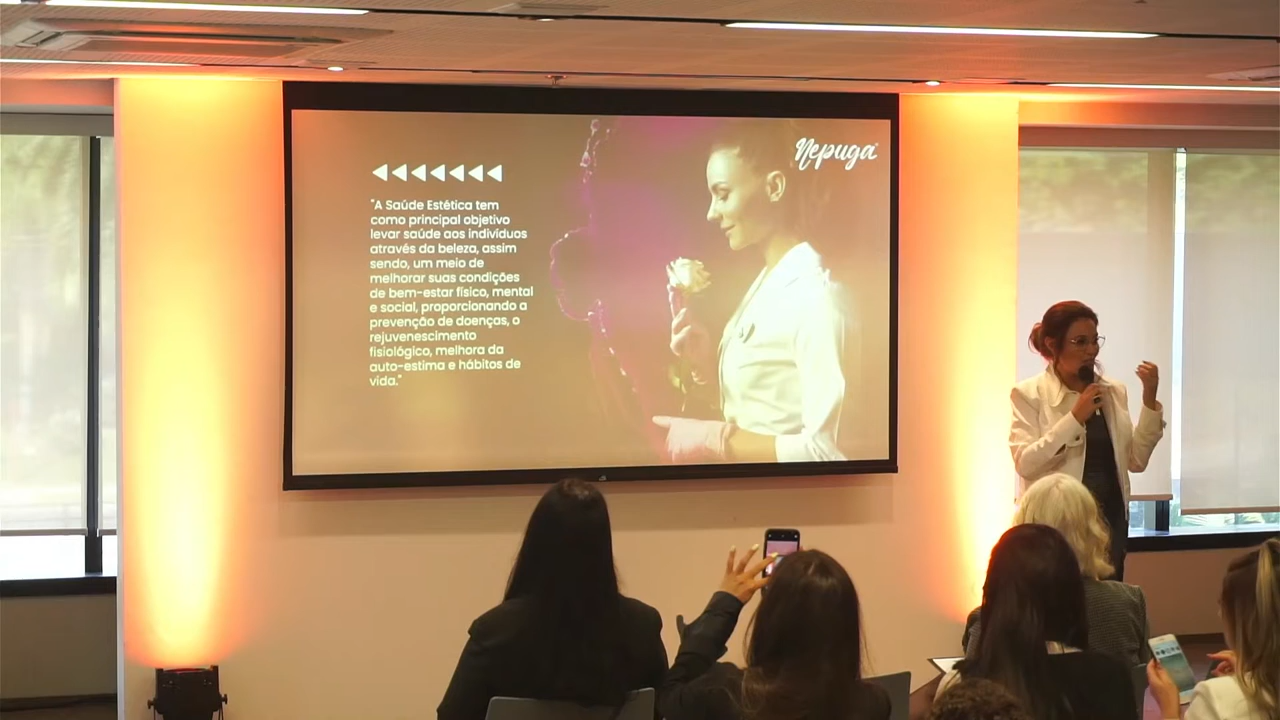 Nepuga
"A Saúde Estética tem
como principal objetivo
levar saúde aos indivíduos
através da beleza, assim
sendo, um meio de
melhorar suas condições
de bem-estar físico, mental
e social, proporcionando a
prevenção de doenças, o
rejuvenescimento
fisiológico, melhora da
auto-estima e hábitos de
vida."